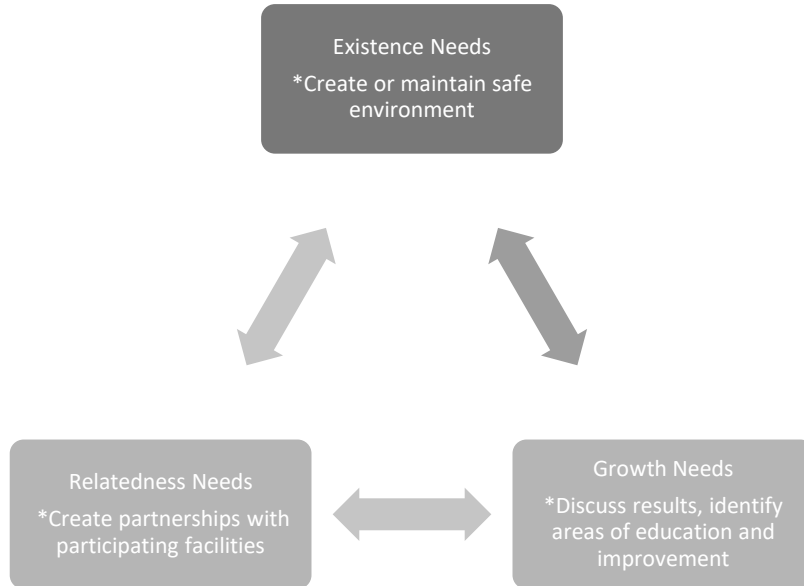 Existence Needs
*Create or maintain safe
environment
Relatedness Needs
*Create partnerships with
participating facilities
Growth Needs
*Discuss results, identify
areas of education and
improvement